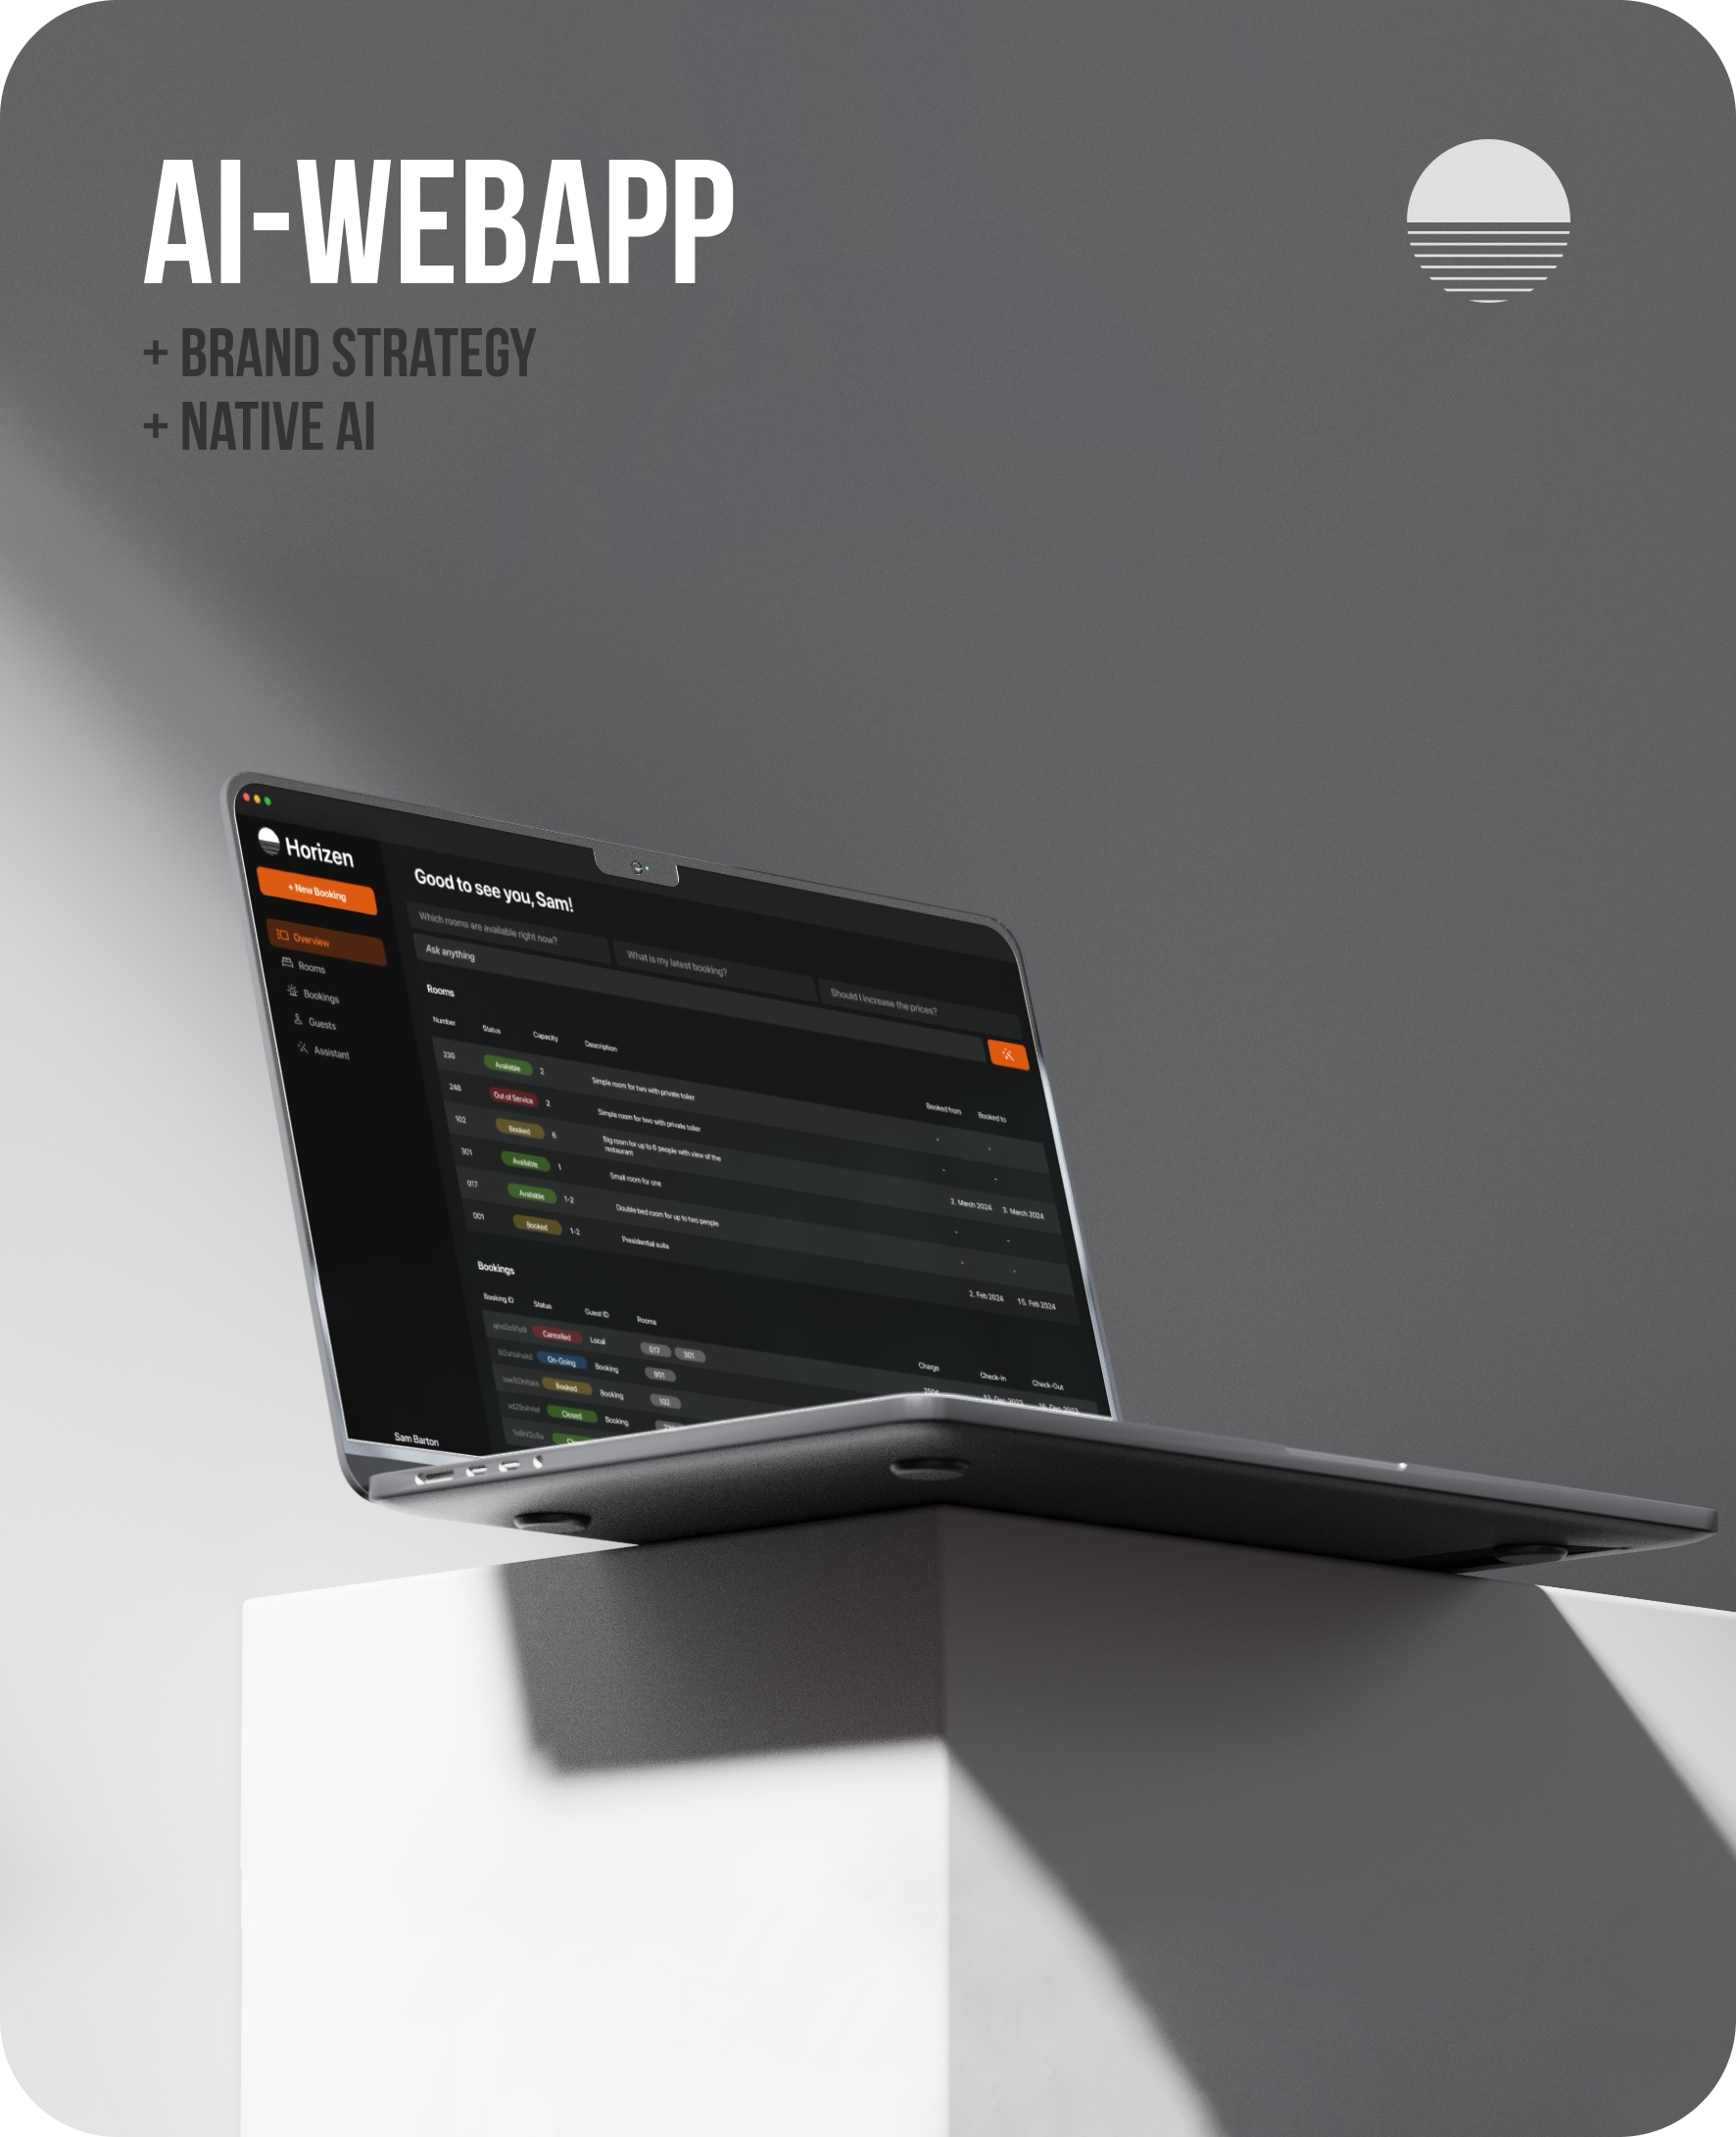 AI-WEBAPP
+ BRAND STRATEGY
+ NATIVE AI
Horizen
+ New Booking
Overview
Rooms
Bookings
Guests
Assistant
Sam Barton
Good to see you, Sam!
Which rooms are available right now?
What is my latest booking?
Should I increase the prices?
Ask anything
Rooms
Number Status Capacity Description Booked from Booked to
230 Available 2 Simple room for two with private toiler - -
248 Out of Service 2 Simple room for two with private toiler - -
102 Booked 6 Big room for up to 6 people with view of the
restaurant 2. March 2024 3. March 2024
301 Available 1 Small room for one - -
017 Available 1-2 Double bed room for up to two people - -
001 Booked 1-2 Presidential suite 2. Feb 2024 15. Feb 2024
Bookings
Booking ID Status Guest ID Rooms Charge Check-in Check-Out
Cancelled Local 017 301
On-Going Booking 001
Booked Booking 102
Closed Booking